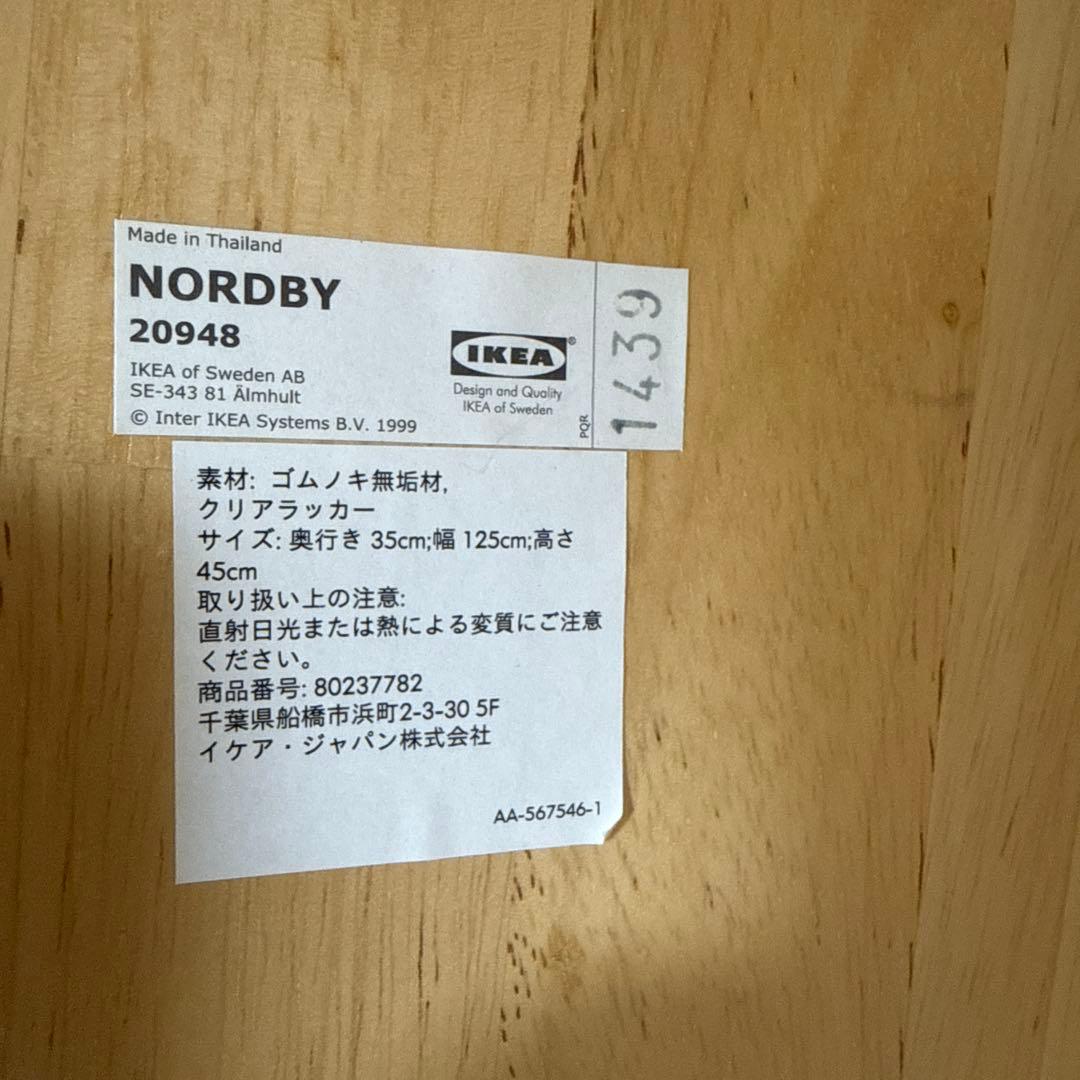 Made in Thailand
NORDBY
20948
IKEA of Sweden AB
SE-343 81 Älmhult
© Inter IKEA Systems B.V. 1999
IKEA®
Design and Quality
IKEA of Sweden
PQR
1439
素材: ゴムノキ無垢材,
クリアラッカー
サイズ: 奥行き 35cm;幅 125cm;高さ
45cm
取り扱い上の注意:
直射日光または熱による変質にご注意
ください。
商品番号: 80237782
千葉県船橋市浜町2-3-30 5F
イケア・ジャパン株式会社
AA-567546-1